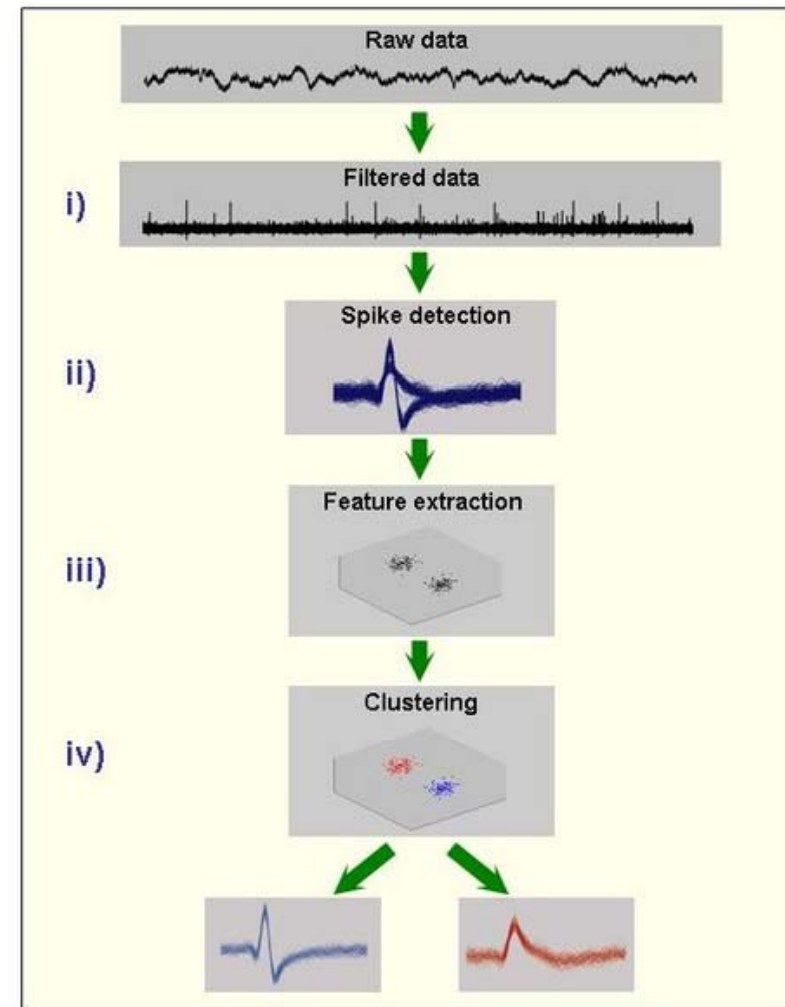 Raw data
i)
Filtered data
ii)
Spike detection
iii)
Feature extraction
iv)
Clustering